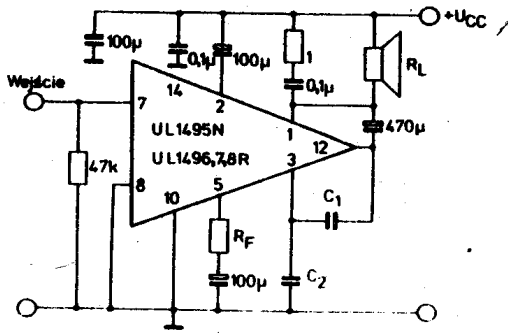 +UCC
100µ
0,1µ
100µ
1
0,1µ
RL
470µ
Wejście
14
2
7
UL1495N
UL1496,7,8R
1
12
3
47k
8
10
5
RF
100µ
C1
C2